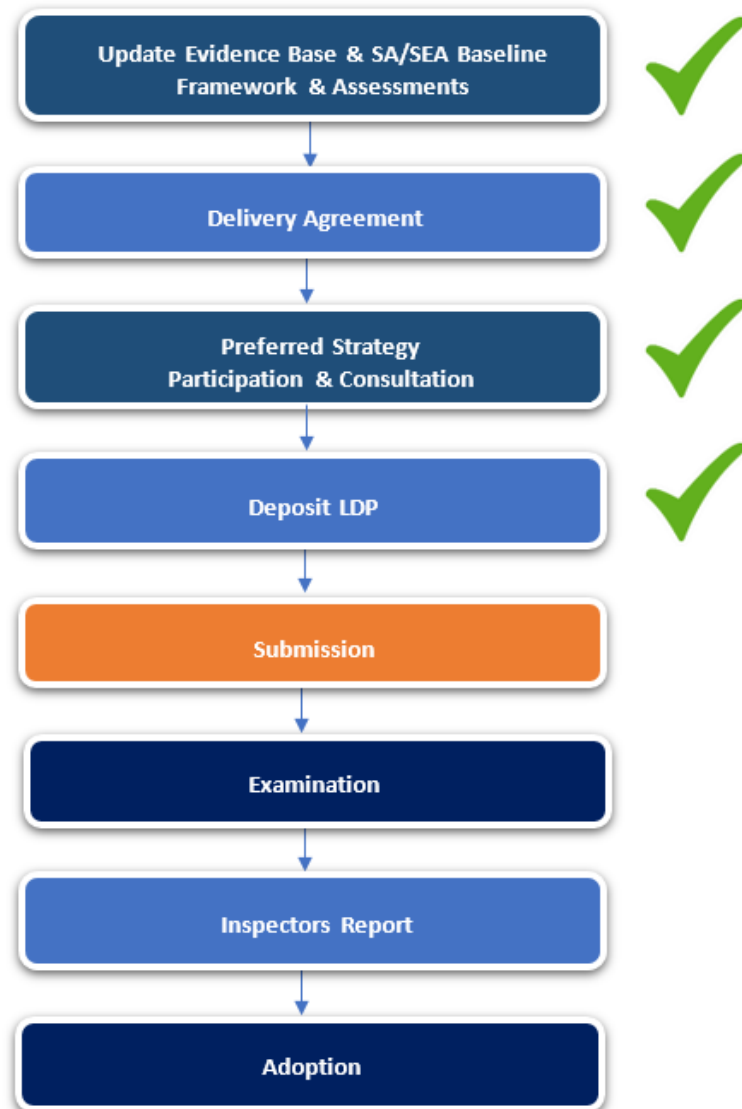 Update Evidence Base & SA/SEA Baseline
Framework & Assessments
Delivery Agreement
Preferred Strategy
Participation & Consultation
Deposit LDP
Submission
Examination
Inspectors Report
Adoption